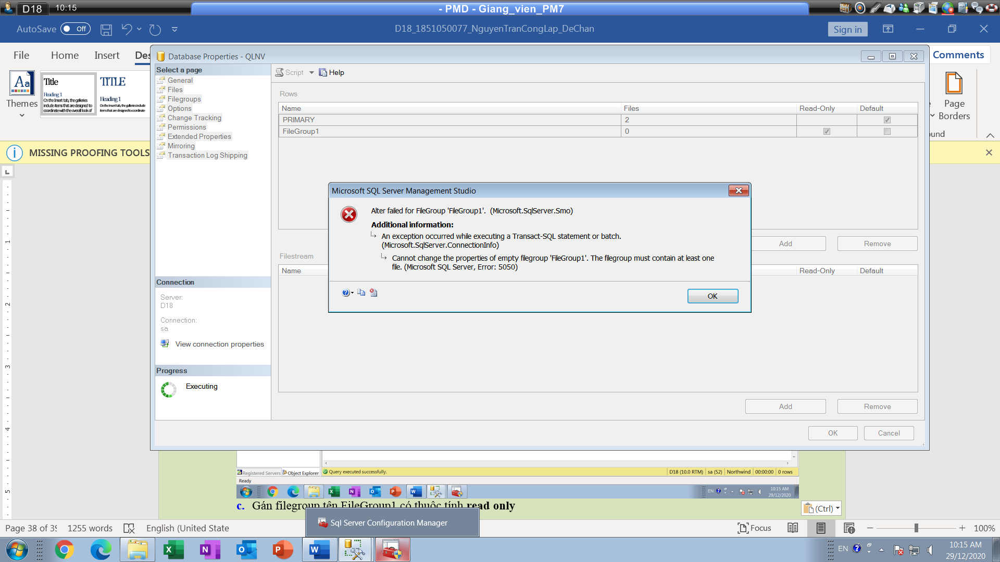 D18 10:15 - PMD - Giang_vien_PM7
AutoSave Off D18_1851050077_NguyenTranCongLap_DeChan Sign in
File Home Insert Des Comments
Database Properties - QLNV
Title
Heading 1
On the Insert tab, the galleries
include items that are designed to
coordinate with the overall look of
TITLE
Heading 1
On the Insert tab, the galleries include
items that are designed to coordinate
Aa
Themes
Page
Borders
und
MISSING PROOFING TOOLS
Select a page
General
Files
Filegroups
Options
Change Tracking
Permissions
Extended Properties
Mirroring
Transaction Log Shipping
Script Help
Rows
Name Files Read-Only Default
PRIMARY 2
FileGroup1 0
Add Remove
Filestream
Name Read-Only Default
Add Remove
OK Cancel
Microsoft SQL Server Management Studio
Alter failed for FileGroup 'FileGroup1'. (Microsoft.SqlServer.Smo)
Additional information:
An exception occurred while executing a Transact-SQL statement or batch.
(Microsoft.SqlServer.ConnectionInfo)
Cannot change the properties of empty filegroup 'FileGroup1'. The filegroup must contain at least one
file. (Microsoft SQL Server, Error: 5050)
OK
Connection
Server:
D18
Connection:
sa
View connection properties
Progress
Executing
1
2
3
4
5
Registered Servers Object Explorer Query executed successfully. D18 (10.0 RTM) sa (52) Northwind 00:00:00 0 rows
Ready
EN 10:15 AM
29/12/2020
c. Gán filegroup tên FileGroup1 có thuộc tính read only
(Ctrl)
Sql Server Configuration Manager
Page 38 of 39 1255 words English (United State Focus 100%
EN 10:15 AM
29/12/2020